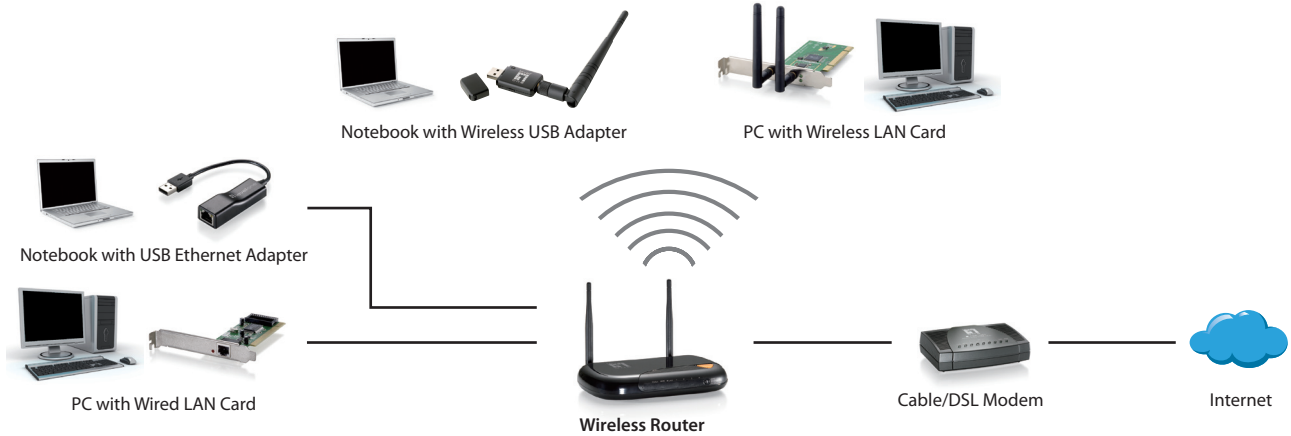 Notebook with Wireless USB Adapter
PC with Wireless LAN Card
Notebook with USB Ethernet Adapter
PC with Wired LAN Card
Wireless Router
Cable/DSL Modem
Internet